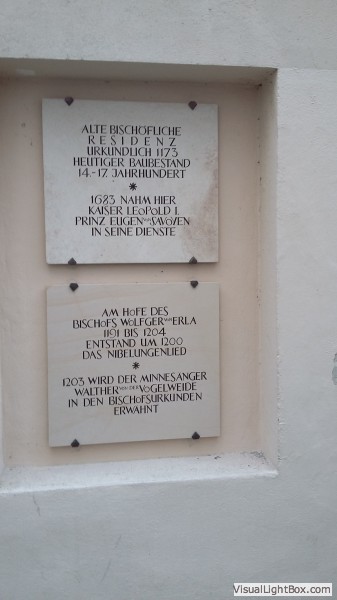 ALTE BISCHÖFLICHE
RESIDENZ
URKUNDLICH 1173
HEUTIGER BAUBESTAND
14.-17. JAHRHUNDERT
*
1683 NAHM HIER
KAISER LEOPOLD I.
PRINZ EUGEN VON SAVOYEN
IN SEINE DIENSTE
AM HOFE DES
BISCHOFS WOLFGER VON ERLA
1191 BIS 1204
ENTSTAND UM 1200
DAS NIBELUNGENLIED
*
1203 WIRD DER MINNESANGER
WALTHER VON DER VOGELWEIDE
IN DEN BISCHOFSURKUNDEN
ERWAHNT
VisualLightBox.com